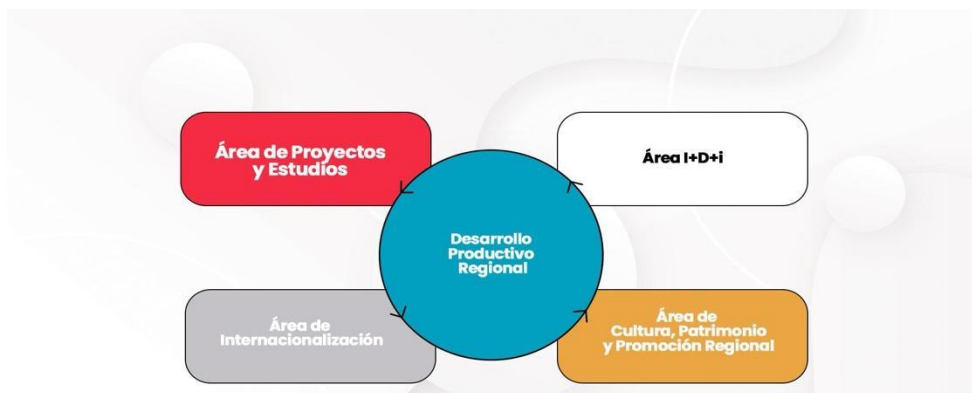 Área de Proyectos
y Estudios
Área I+D+i
Desarrollo
Productivo
Regional
Área de
Internacionalización
Área de
Cultura, Patrimonio
y Promoción Regional